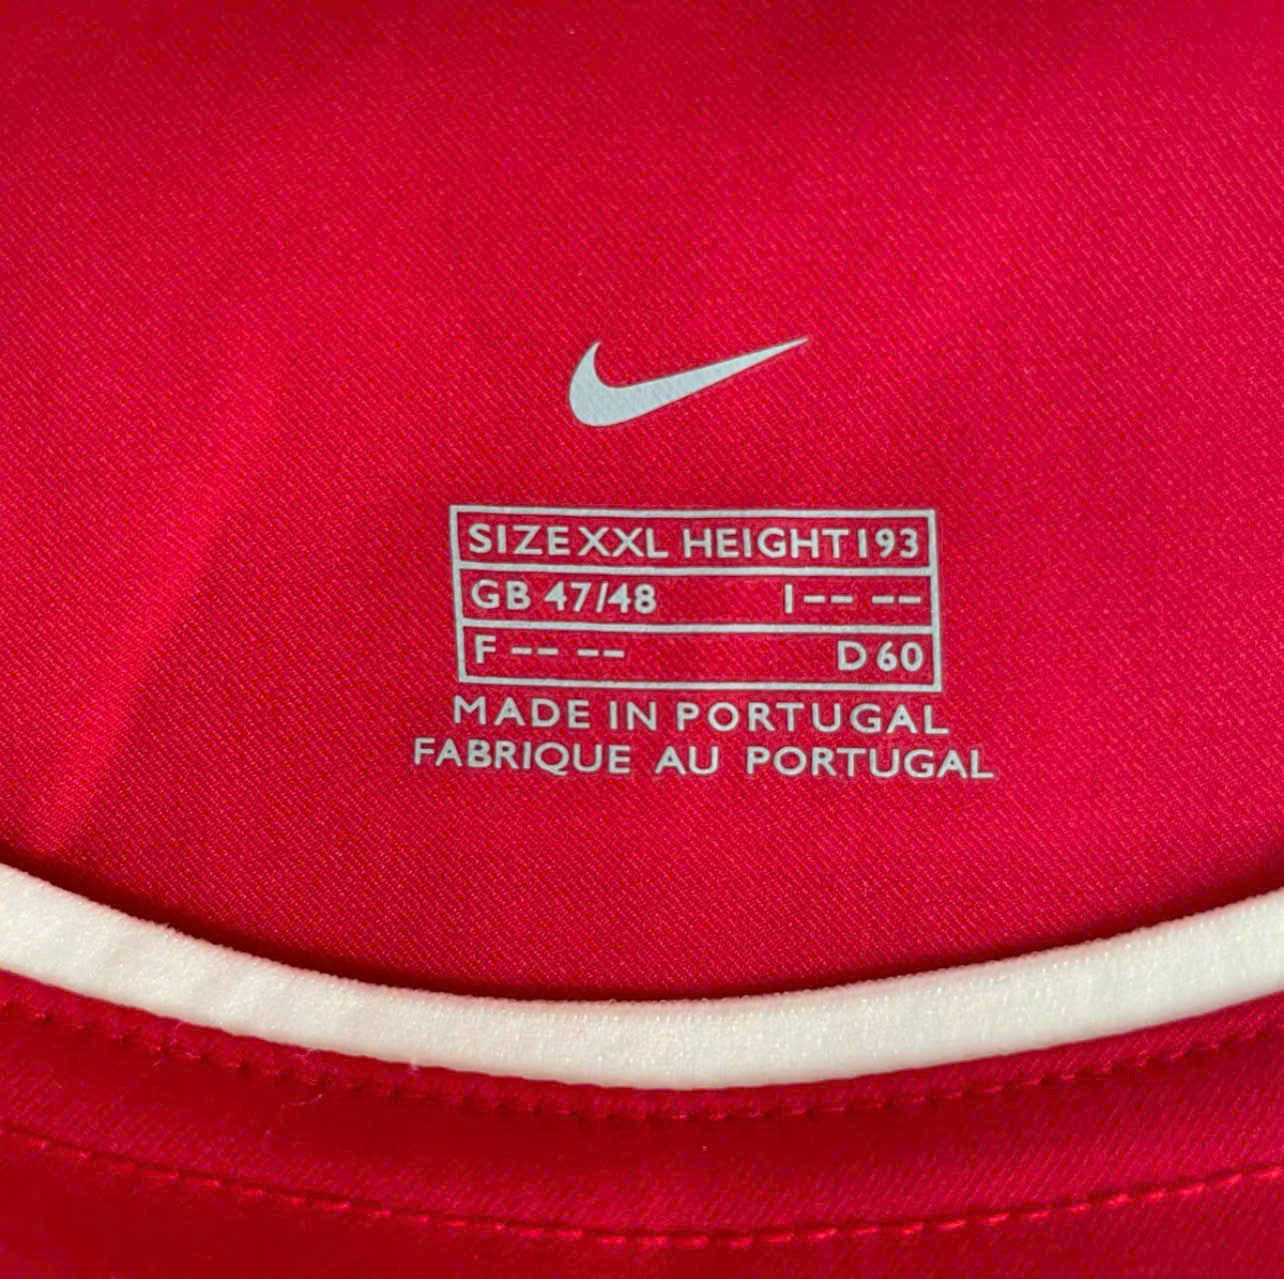 SIZE XXL HEIGHT 193
GB 47/48 I -- --
F -- -- D 60
MADE IN PORTUGAL
FABRIQUE AU PORTUGAL